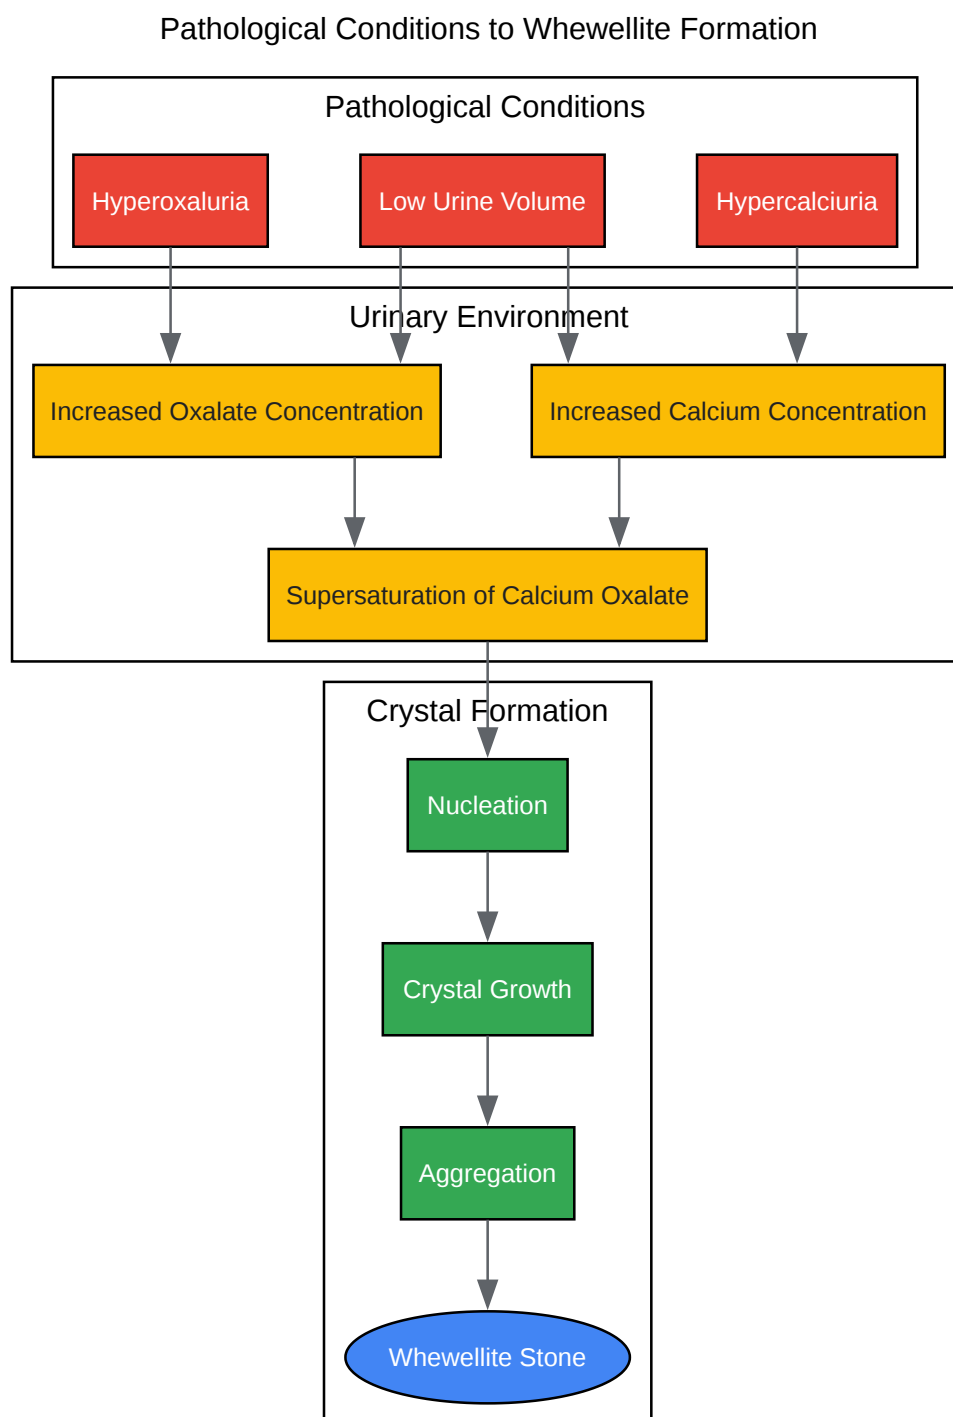 Pathological Conditions to Whewellite Formation
Pathological Conditions
Hyperoxaluria
Low Urine Volume
Hypercalciuria
Urinary Environment
Increased Oxalate Concentration
Increased Calcium Concentration
Supersaturation of Calcium Oxalate
Crystal Formation
Nucleation
Crystal Growth
Aggregation
Whewellite Stone